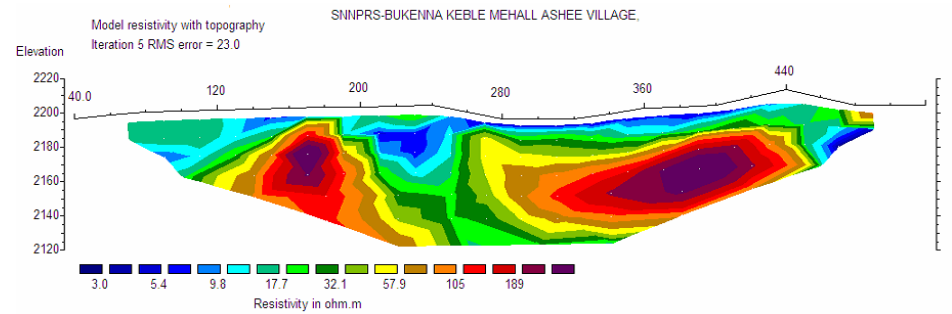 SNNPRS-BUKENNA KEBLE MEHALL ASHEE VILLAGE,
Model resistivity with topography
Iteration 5 RMS error = 23.0
Elevation
2220
2200
2180
2160
2140
2120
40.0 120 200 280 360 440
3.0 5.4 9.8 17.7 32.1 57.9 105 189
Resistivity in ohm.m